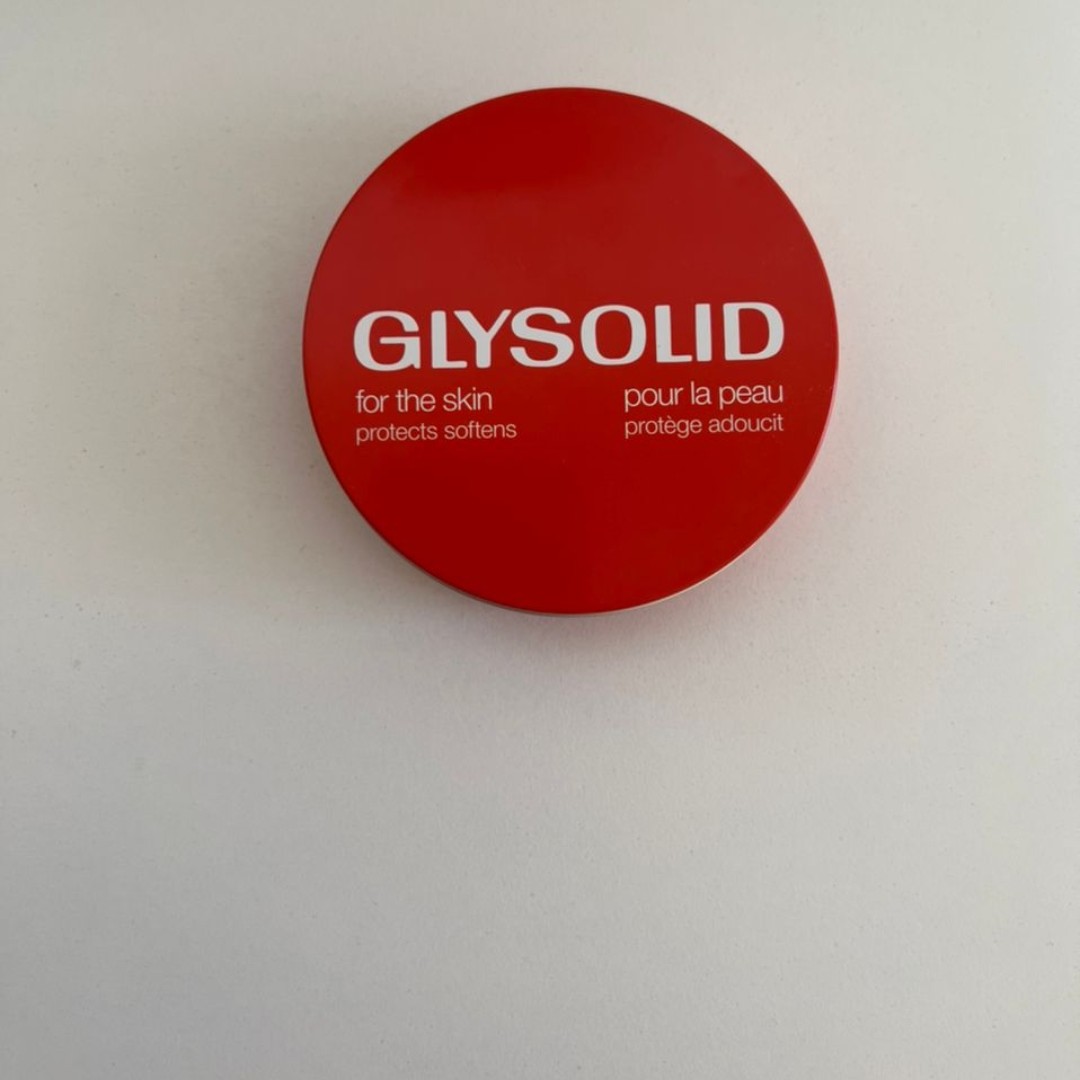 GLYSOLID
for the skin
protects softens
pour la peau
protège adoucit